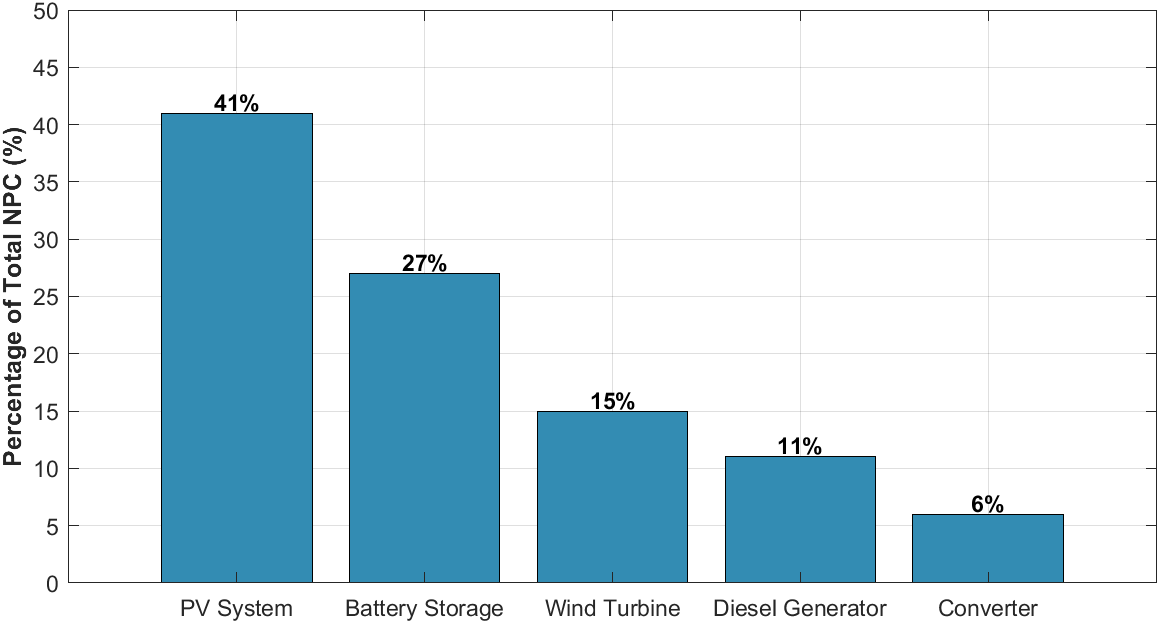 Percentage of Total NPC (%)
50
45
40
35
30
25
20
15
10
5
0
41%
27%
15%
11%
6%
PV System
Battery Storage
Wind Turbine
Diesel Generator
Converter